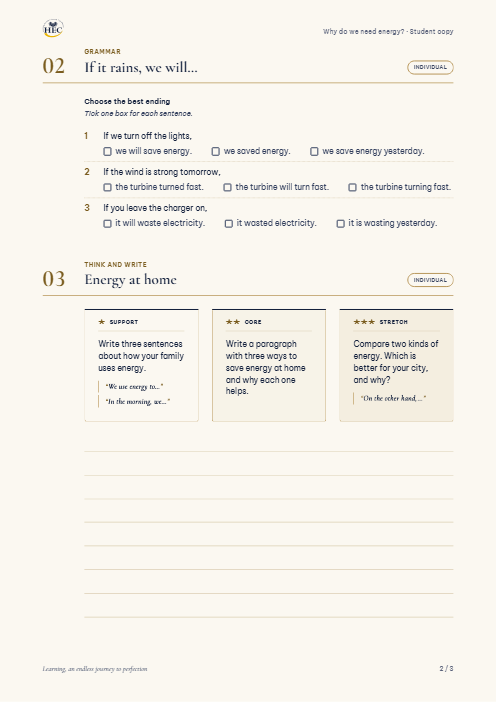 HEC
Why do we need energy? · Student copy
GRAMMAR
02 If it rains, we will...
INDIVIDUAL
Choose the best ending
Tick one box for each sentence.
1 If we turn off the lights,
we will save energy. we saved energy. we save energy yesterday.
2 If the wind is strong tomorrow,
the turbine turned fast. the turbine will turn fast. the turbine turning fast.
3 If you leave the charger on,
it will waste electricity. it wasted electricity. it is wasting yesterday.
THINK AND WRITE
03 Energy at home
INDIVIDUAL
★ SUPPORT
Write three sentences
about how your family
uses energy.
“We use energy to...”
“In the morning, we...”
★★ CORE
Write a paragraph
with three ways to
save energy at home
and why each one
helps.
★★★ STRETCH
Compare two kinds of
energy. Which is
better for your city,
and why?
“On the other hand,...”
Learning, an endless journey to perfection
2 / 3